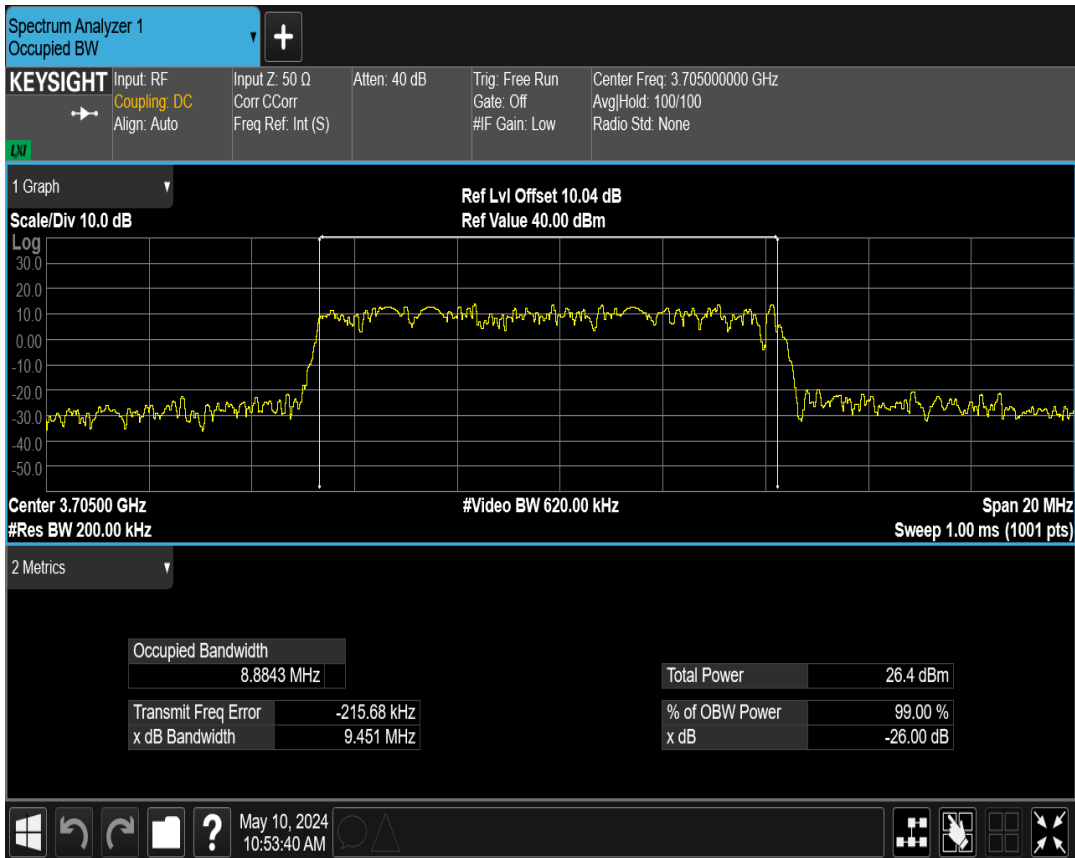 Spectrum Analyzer 1
Occupied BW
KEYSIGHT
LXI
Input: RF
Coupling: DC
Align: Auto
Input Z: 50 Ω
Corr CCorr
Freq Ref: Int (S)
Atten: 40 dB
Trig: Free Run
Gate: Off
#IF Gain: Low
Center Freq: 3.705000000 GHz
Avg|Hold: 100/100
Radio Std: None
1 Graph
Scale/Div 10.0 dB
Ref Lvl Offset 10.04 dB
Ref Value 40.00 dBm
Log
30.0
20.0
10.0
0.00
-10.0
-20.0
-30.0
-40.0
-50.0
Center 3.70500 GHz
#Video BW 620.00 kHz
Span 20 MHz
#Res BW 200.00 kHz
Sweep 1.00 ms (1001 pts)
2 Metrics
Occupied Bandwidth
8.8843 MHz
Total Power 26.4 dBm
Transmit Freq Error -215.68 kHz
% of OBW Power 99.00 %
x dB Bandwidth 9.451 MHz
x dB -26.00 dB
?
May 10, 2024
10:53:40 AM